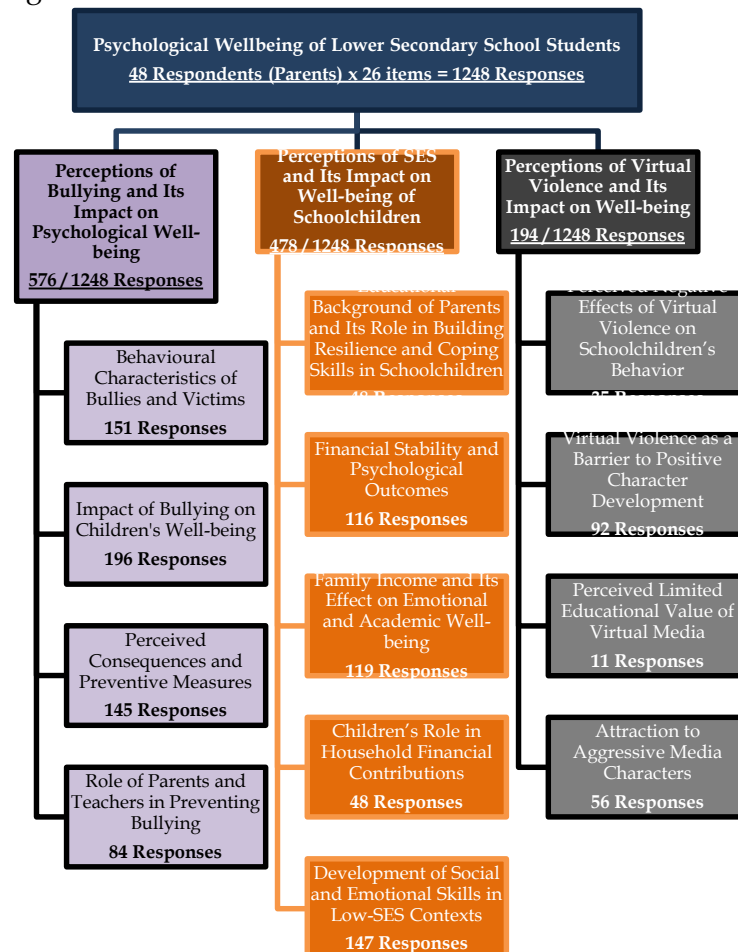 Psychological Wellbeing of Lower Secondary School Students
48 Respondents (Parents) x 26 items = 1248 Responses
Perceptions of
Bullying and Its
Impact on
Psychological Well-
being
576 / 1248 Responses
Behavioural
Characteristics of
Bullies and Victims
151 Responses
Impact of Bullying on
Children's Well-being
196 Responses
Perceived
Consequences and
Preventive Measures
145 Responses
Role of Parents and
Teachers in Preventing
Bullying
84 Responses
Perceptions of SES
and Its Impact on
Well-being of
Schoolchildren
478 / 1248 Responses
Educational
Background of Parents
and Its Role in Building
Resilience and Coping
Skills in Schoolchildren
48 Responses
Financial Stability and
Psychological
Outcomes
116 Responses
Family Income and Its
Effect on Emotional
and Academic Well-
being
119 Responses
Children’s Role in
Household Financial
Contributions
48 Responses
Development of Social
and Emotional Skills in
Low-SES Contexts
147 Responses
Perceptions of Virtual
Violence and Its
Impact on Well-being
194 / 1248 Responses
Perceived Negative
Effects of Virtual
Violence on
Schoolchildren’s
Behavior
35 Responses
Virtual Violence as a
Barrier to Positive
Character
Development
92 Responses
Perceived Limited
Educational Value of
Virtual Media
11 Responses
Attraction to
Aggressive Media
Characters
56 Responses